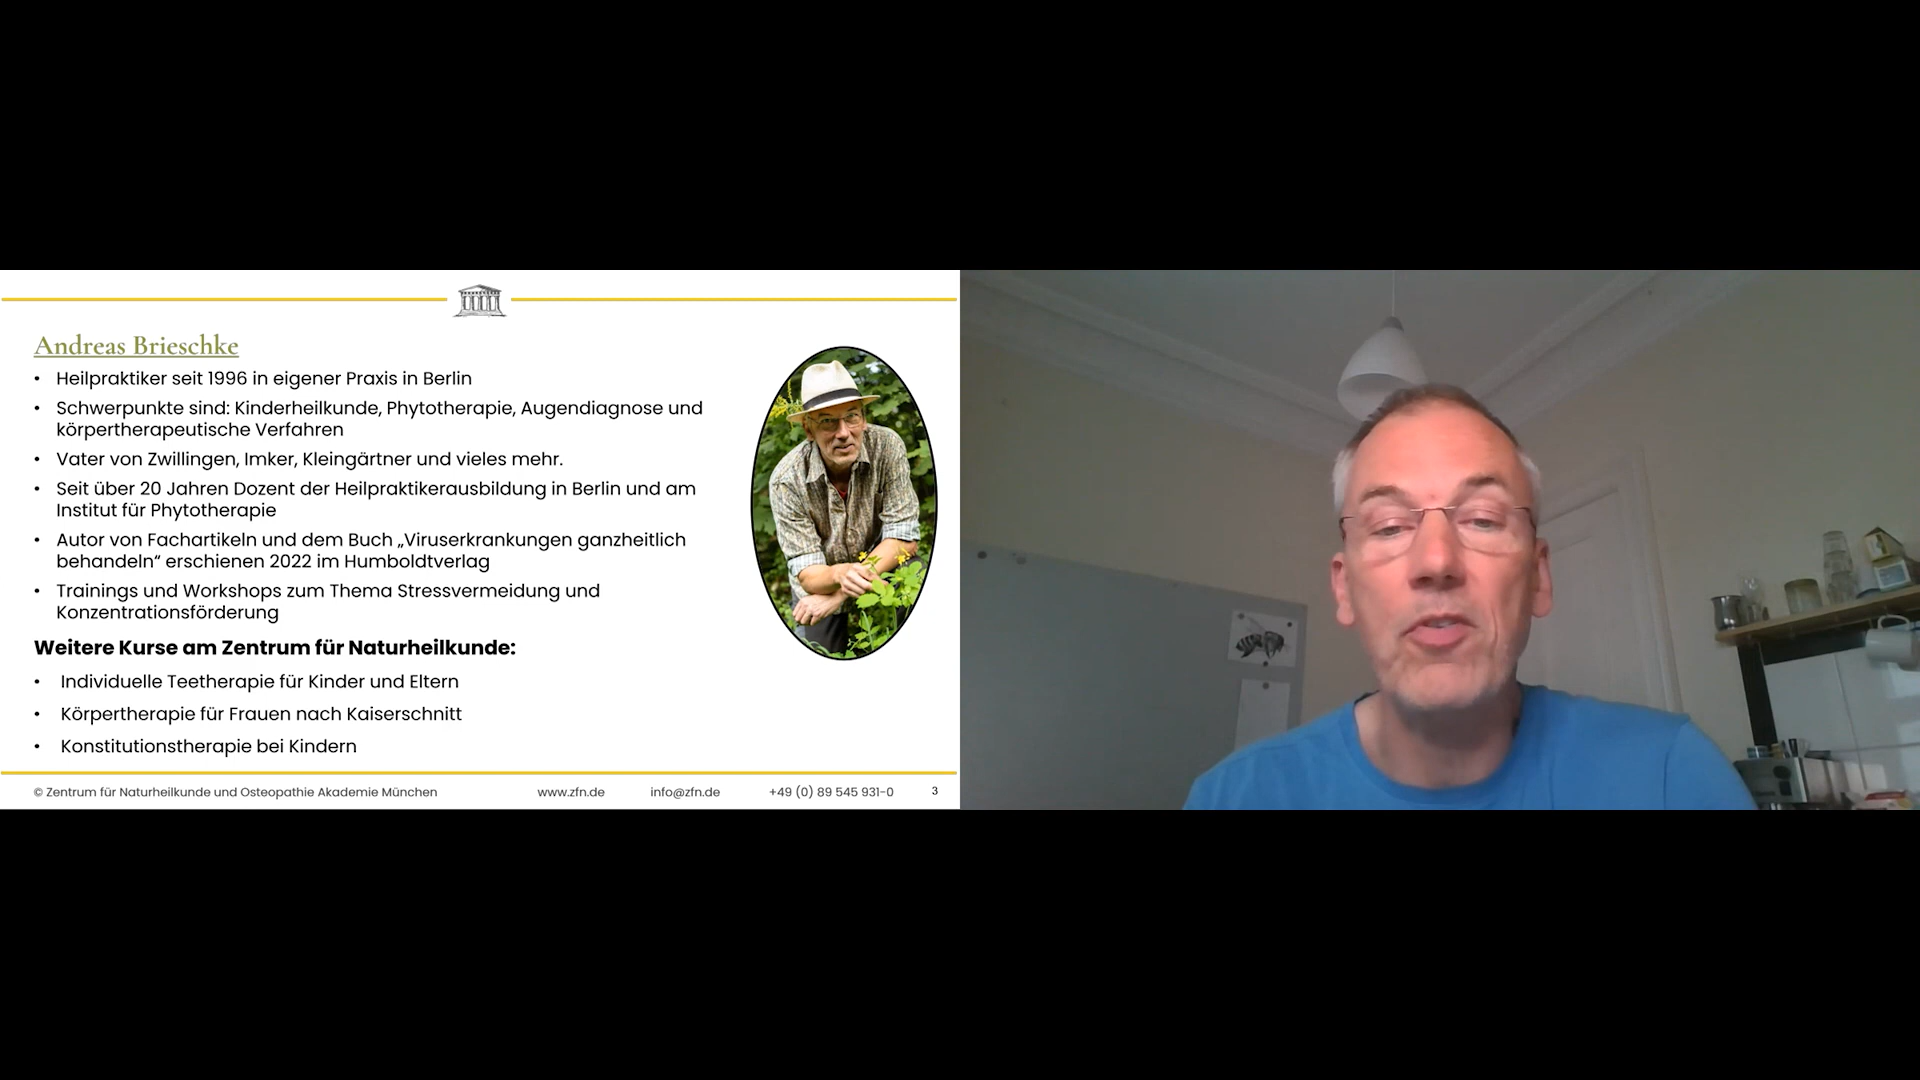 Andreas Brieschke
• Heilpraktiker seit 1996 in eigener Praxis in Berlin
• Schwerpunkte sind: Kinderheilkunde, Phytotherapie, Augendiagnose und
körpertherapeutische Verfahren
• Vater von Zwillingen, Imker, Kleingärtner und vieles mehr.
• Seit über 20 Jahren Dozent der Heilpraktikerausbildung in Berlin und am
Institut für Phytotherapie
• Autor von Fachartikeln und dem Buch „Viruserkrankungen ganzheitlich
behandeln“ erschienen 2022 im Humboldtverlag
• Trainings und Workshops zum Thema Stressvermeidung und
Konzentrationsförderung
Weitere Kurse am Zentrum für Naturheilkunde:
• Individuelle Teetherapie für Kinder und Eltern
• Körpertherapie für Frauen nach Kaiserschnitt
• Konstitutionstherapie bei Kindern
© Zentrum für Naturheilkunde und Osteopathie Akademie München www.zfn.de info@zfn.de +49 (0) 89 545 931-0 3